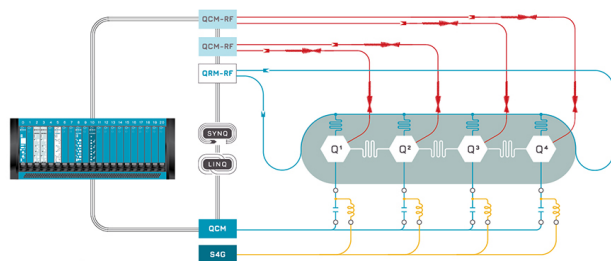 QCM-RF
QCM-RF
QRM-RF
SYNQ
LINQ
Q1 Q2 Q3 Q4
QCM
S4G